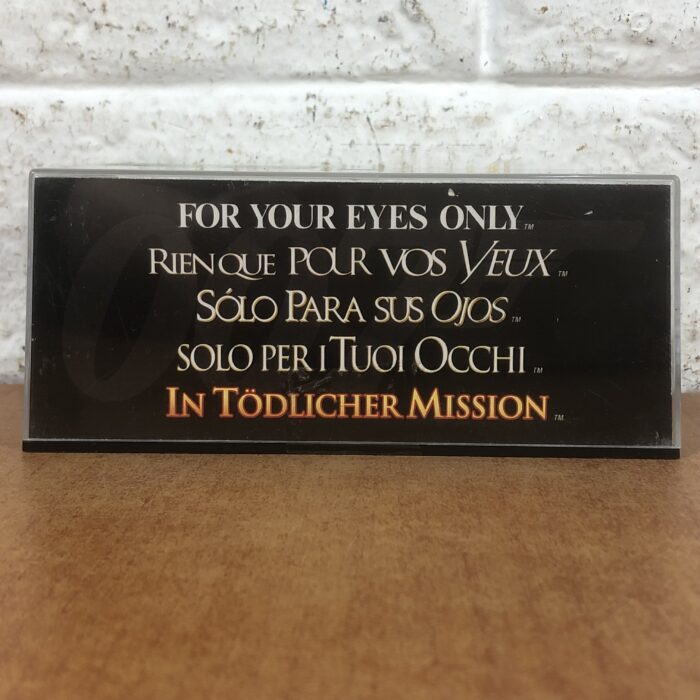 FOR YOUR EYES ONLY™
RIEN QUE POUR VOS YEUX™
SÓLO PARA SUS OJOS™
SOLO PER I TUOI OCCHI™
IN TÖDLICHER MISSION™